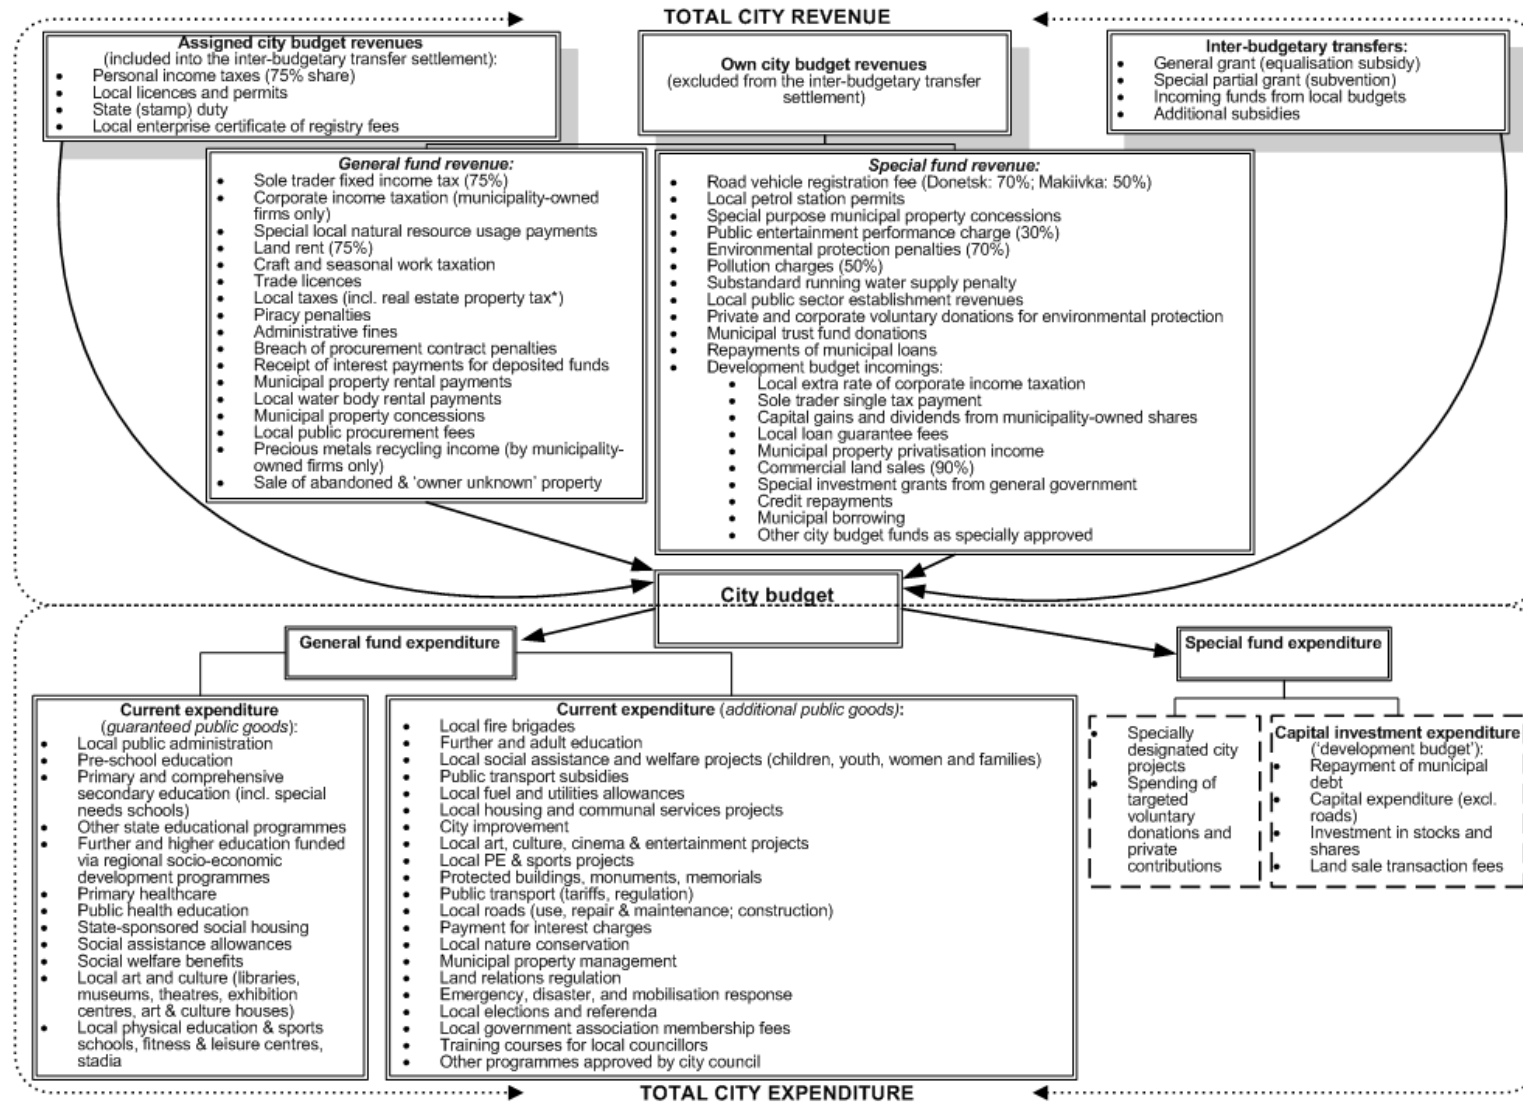 TOTAL CITY REVENUE
Assigned city budget revenues
(included into the inter-budgetary transfer settlement):
• Personal income taxes (75% share)
• Local licences and permits
• State (stamp) duty
• Local enterprise certificate of registry fees
Own city budget revenues
(excluded from the inter-budgetary transfer
settlement)
Inter-budgetary transfers:
• General grant (equalisation subsidy)
• Special partial grant (subvention)
• Incoming funds from local budgets
• Additional subsidies
General fund revenue:
• Sole trader fixed income tax (75%)
• Corporate income taxation (municipality-owned
firms only)
• Special local natural resource usage payments
• Land rent (75%)
• Craft and seasonal work taxation
• Trade licences
• Local taxes (incl. real estate property tax*)
• Piracy penalties
• Administrative fines
• Breach of procurement contract penalties
• Receipt of interest payments for deposited funds
• Municipal property rental payments
• Local water body rental payments
• Municipal property concessions
• Local public procurement fees
• Precious metals recycling income (by municipality-
owned firms only)
• Sale of abandoned & ‘owner unknown’ property
Special fund revenue:
• Road vehicle registration fee (Donetsk: 70%; Makiivka: 50%)
• Local petrol station permits
• Special purpose municipal property concessions
• Public entertainment performance charge (30%)
• Environmental protection penalties (70%)
• Pollution charges (50%)
• Substandard running water supply penalty
• Local public sector establishment revenues
• Private and corporate voluntary donations for environmental protection
• Municipal trust fund donations
• Repayments of municipal loans
• Development budget incomings:
• Local extra rate of corporate income taxation
• Sole trader single tax payment
• Capital gains and dividends from municipality-owned shares
• Local loan guarantee fees
• Municipal property privatisation income
• Commercial land sales (90%)
• Special investment grants from general government
• Credit repayments
• Municipal borrowing
• Other city budget funds as specially approved
City budget
General fund expenditure
Special fund expenditure
Current expenditure
(guaranteed public goods):
• Local public administration
• Pre-school education
• Primary and comprehensive
secondary education (incl. special
needs schools)
• Other state educational programmes
• Further and higher education funded
via regional socio-economic
development programmes
• Primary healthcare
• Public health education
• State-sponsored social housing
• Social assistance allowances
• Social welfare benefits
• Local art and culture (libraries,
museums, theatres, exhibition
centres, art & culture houses)
• Local physical education & sports
schools, fitness & leisure centres,
stadia
Current expenditure (additional public goods):
• Local fire brigades
• Further and adult education
• Local social assistance and welfare projects (children, youth, women and families)
• Public transport subsidies
• Local fuel and utilities allowances
• Local housing and communal services projects
• City improvement
• Local art, culture, cinema & entertainment projects
• Local PE & sports projects
• Protected buildings, monuments, memorials
• Public transport (tariffs, regulation)
• Local roads (use, repair & maintenance; construction)
• Payment for interest charges
• Local nature conservation
• Municipal property management
• Land relations regulation
• Emergency, disaster, and mobilisation response
• Local elections and referenda
• Local government association membership fees
• Training courses for local councillors
• Other programmes approved by city council
• Specially
designated city
projects
• Spending of
targeted
voluntary
donations and
private
contributions
Capital investment expenditure
(‘development budget’):
• Repayment of municipal
debt
• Capital expenditure (excl.
roads)
• Investment in stocks and
shares
• Land sale transaction fees
TOTAL CITY EXPENDITURE